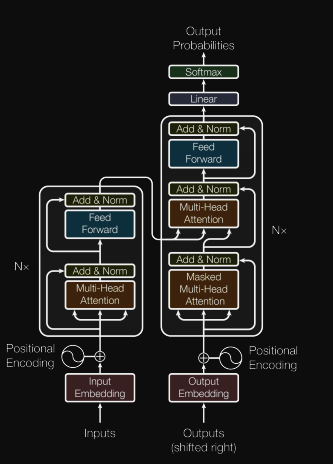 Output
Probabilities
Softmax
Linear
Add & Norm
Feed
Forward
Add & Norm
Multi-Head
Attention
Add & Norm
Masked
Multi-Head
Attention
N×
Add & Norm
Feed
Forward
Add & Norm
Multi-Head
Attention
N×
Positional
Encoding
Positional
Encoding
Input
Embedding
Output
Embedding
Inputs
Outputs
(shifted right)